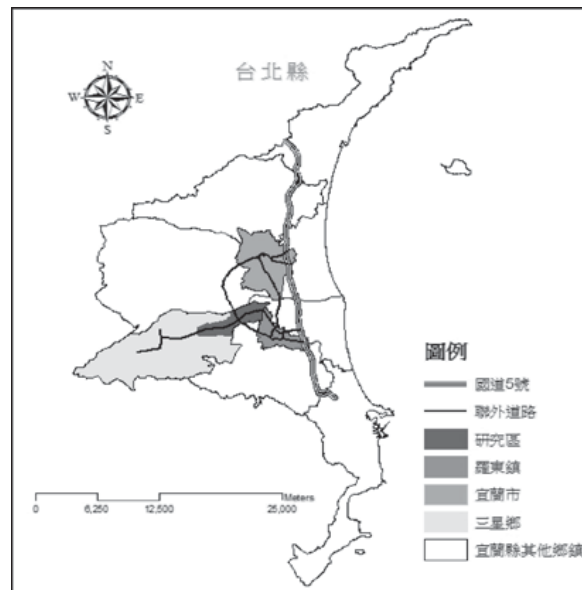 台北縣
N
W E
S
圖例
國道5號
聯外道路
研究區
羅東鎮
宜蘭市
三星鄉
宜蘭縣其他鄉鎮
Meters
0 6,250 12,500 25,000